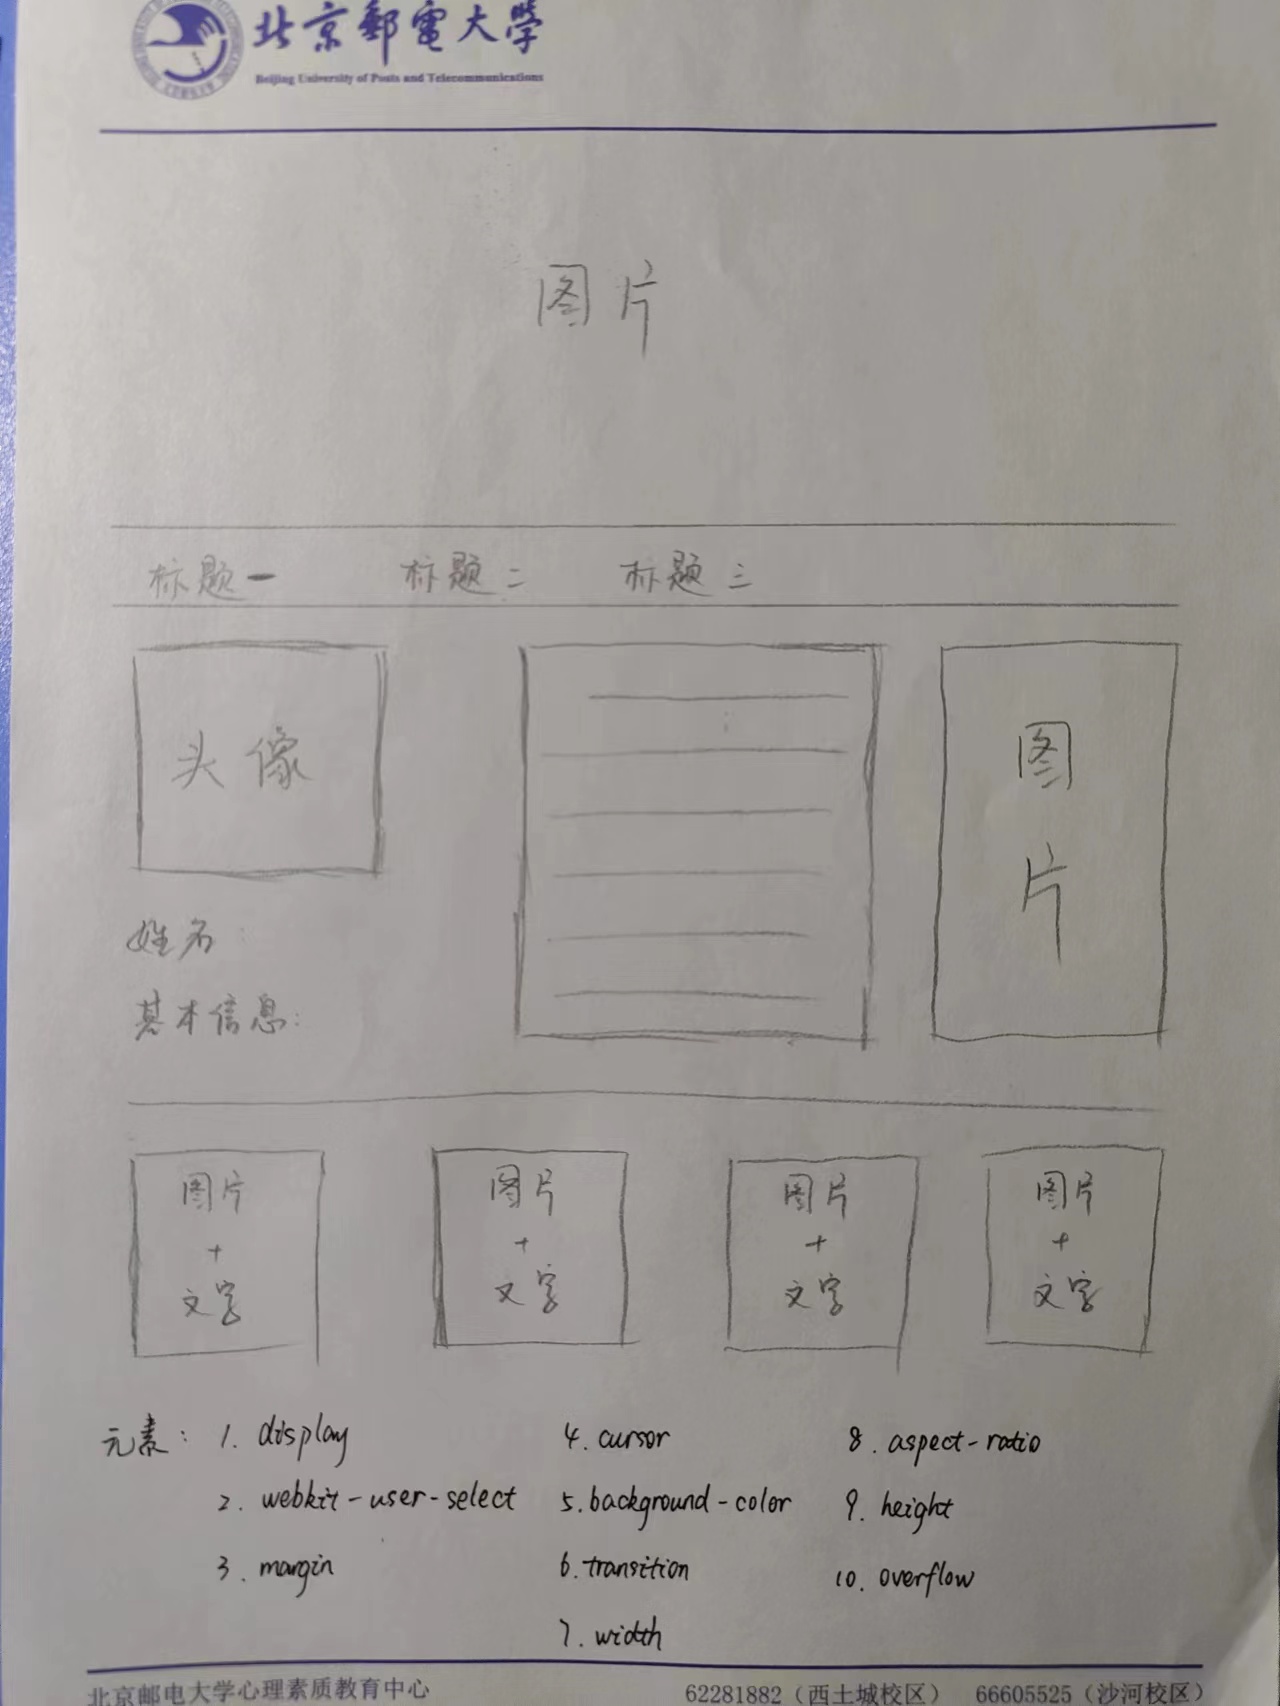 北京郵電大學
Beijing University of Posts and Telecommunications
图片
标题一 标题二 标题三
头像
图
片
姓名:
基本信息:
图片 图片 图片 图片
+ + + +
文字 文字 文字 文字
元素: 1. display 4. cursor 8. aspect-ratio
2. webkit-user-select 5. background-color 9. height
3. margin 6. transition 10. overflow
7. width
北京邮电大学心理素质教育中心 62281882（西土城校区） 66605525（沙河校区）